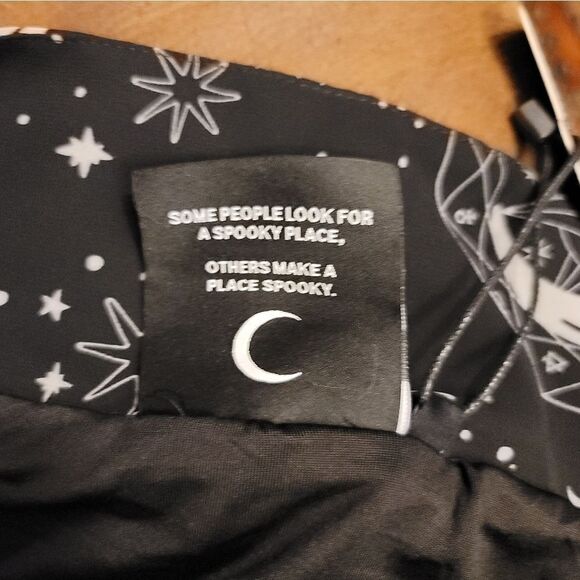 SOME PEOPLE LOOK FOR
A SPOOKY PLACE,
OTHERS MAKE A
PLACE SPOOKY.